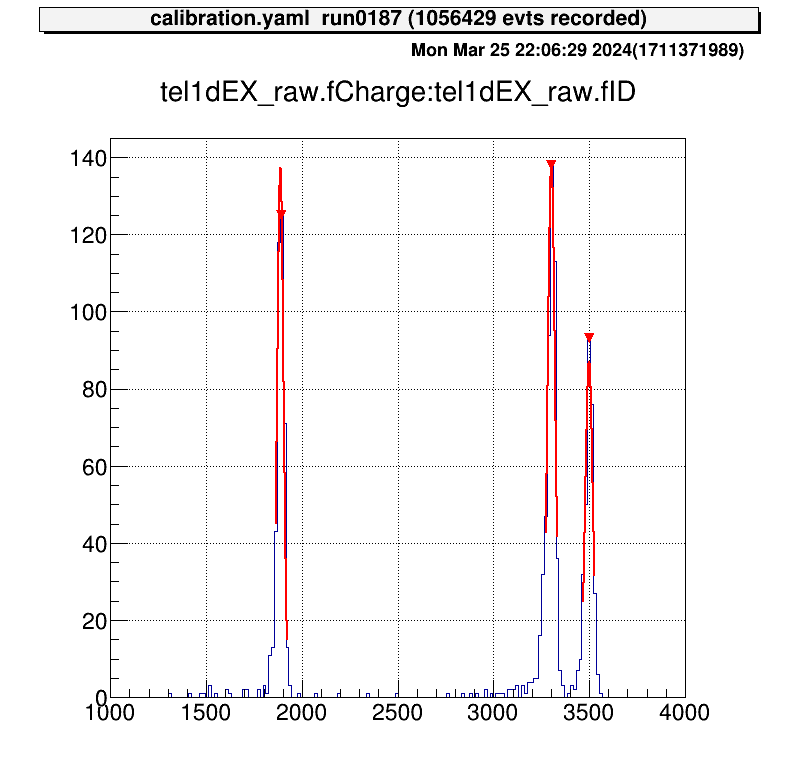 calibration.yaml run0187 (1056429 evts recorded)
Mon Mar 25 22:06:29 2024(1711371989)
tel1dEX_raw.fCharge:tel1dEX_raw.fID
140
120
100
80
60
40
20
0
1000 1500 2000 2500 3000 3500 4000